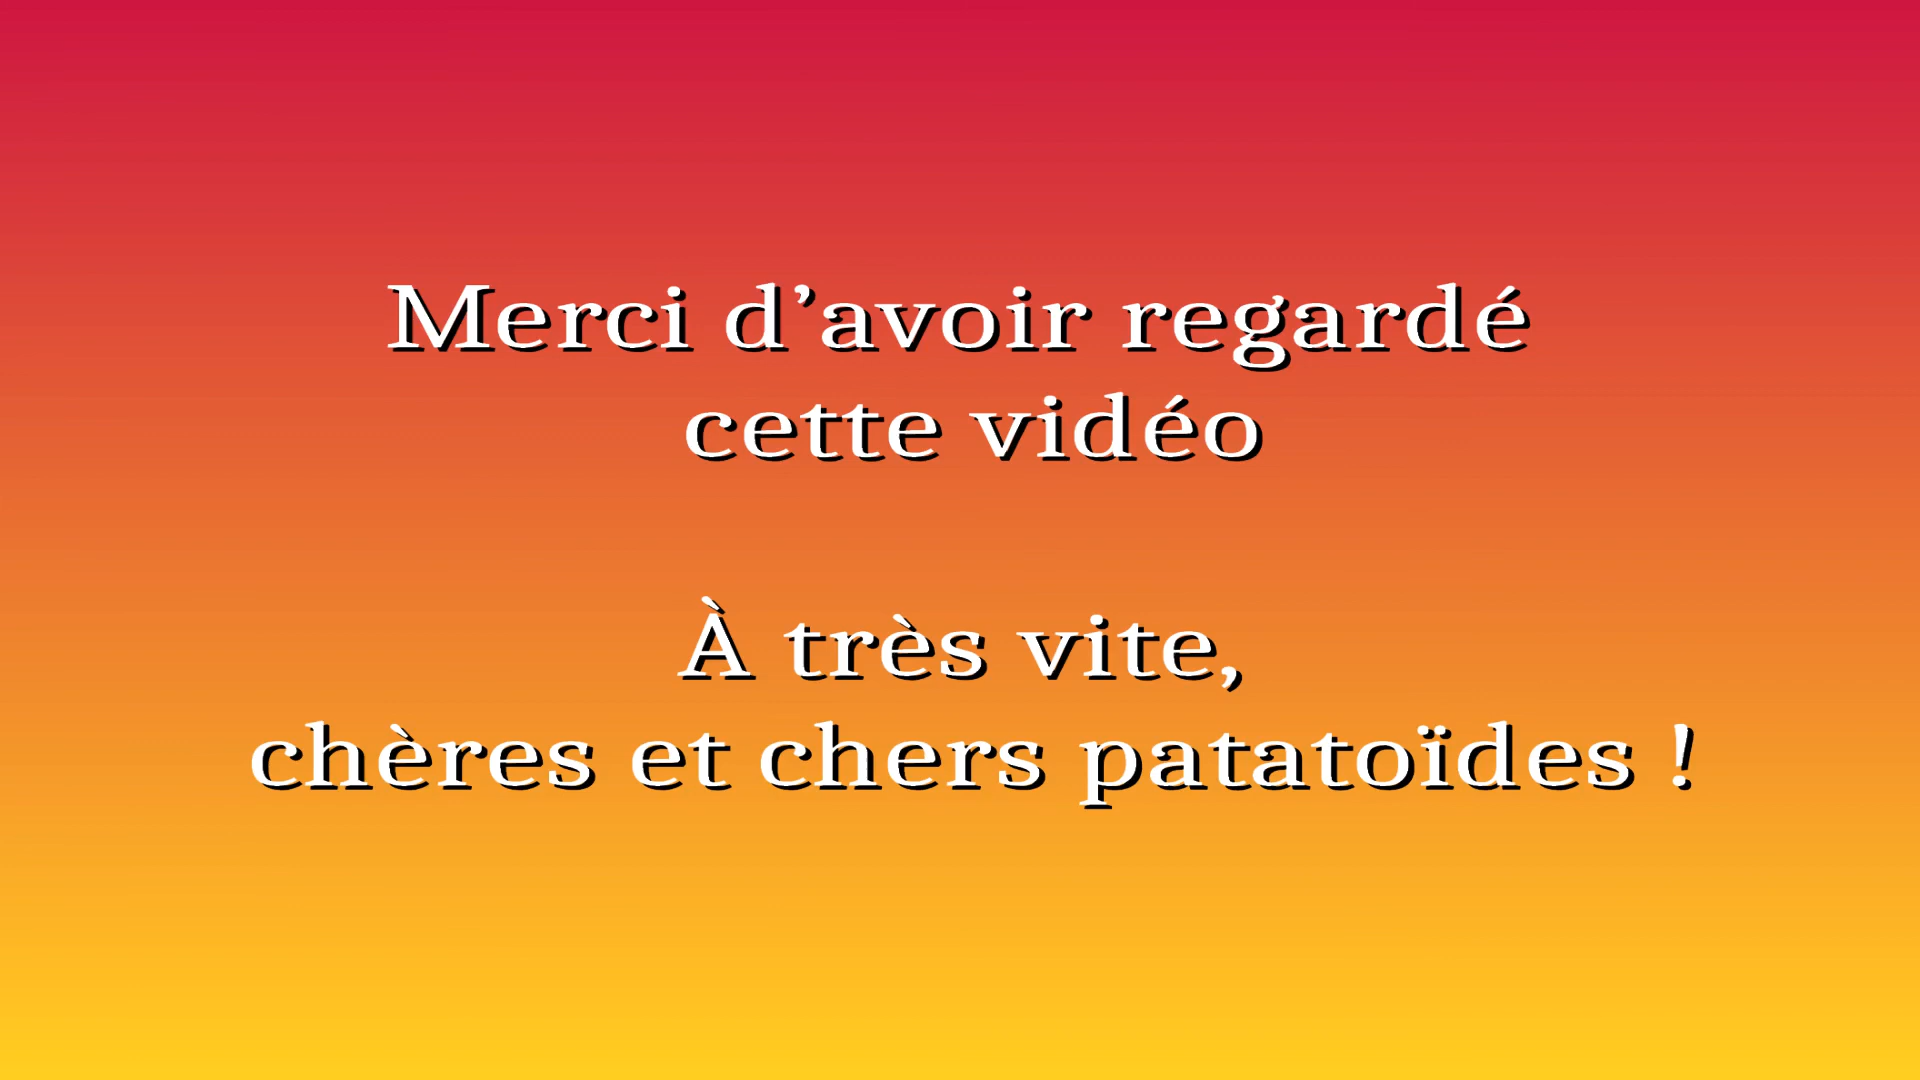 Merci d’avoir regardé
cette vidéo
À très vite,
chères et chers patatoïdes !